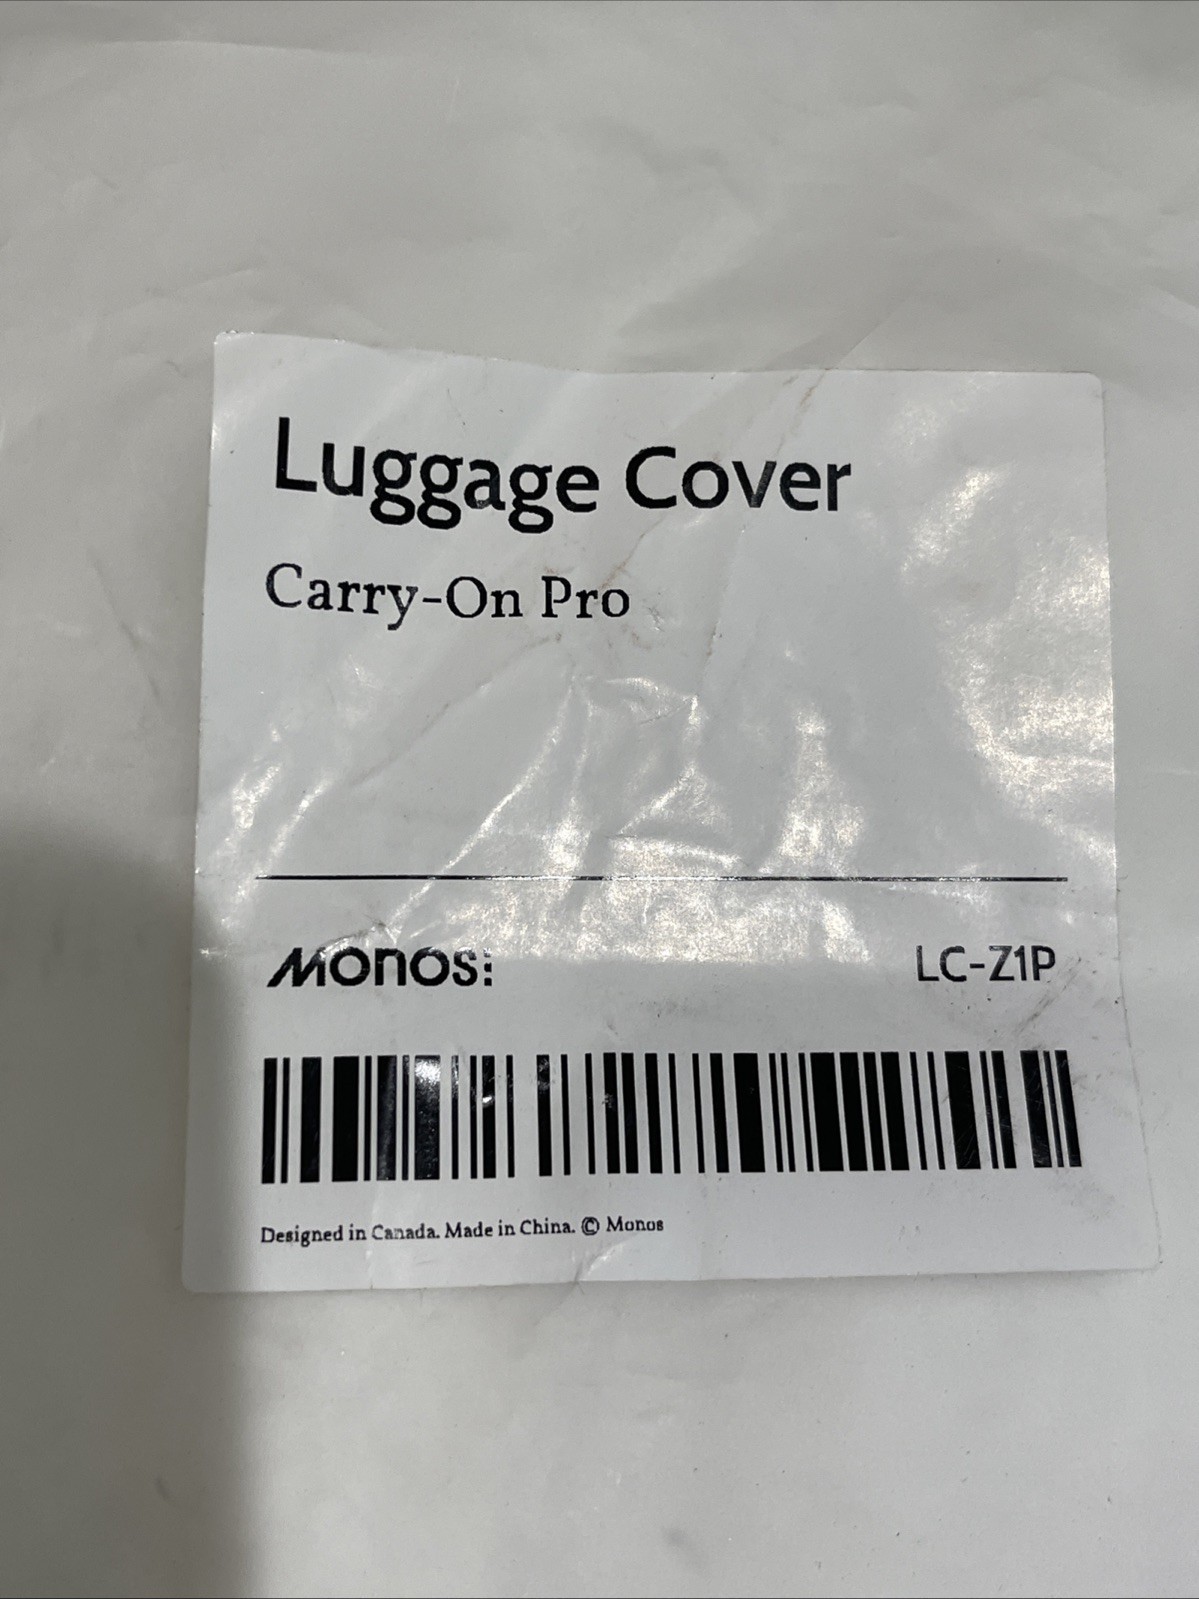 Luggage Cover
Carry-On Pro
Monos:
LC-Z1P
Designed in Canada. Made in China. © Monos